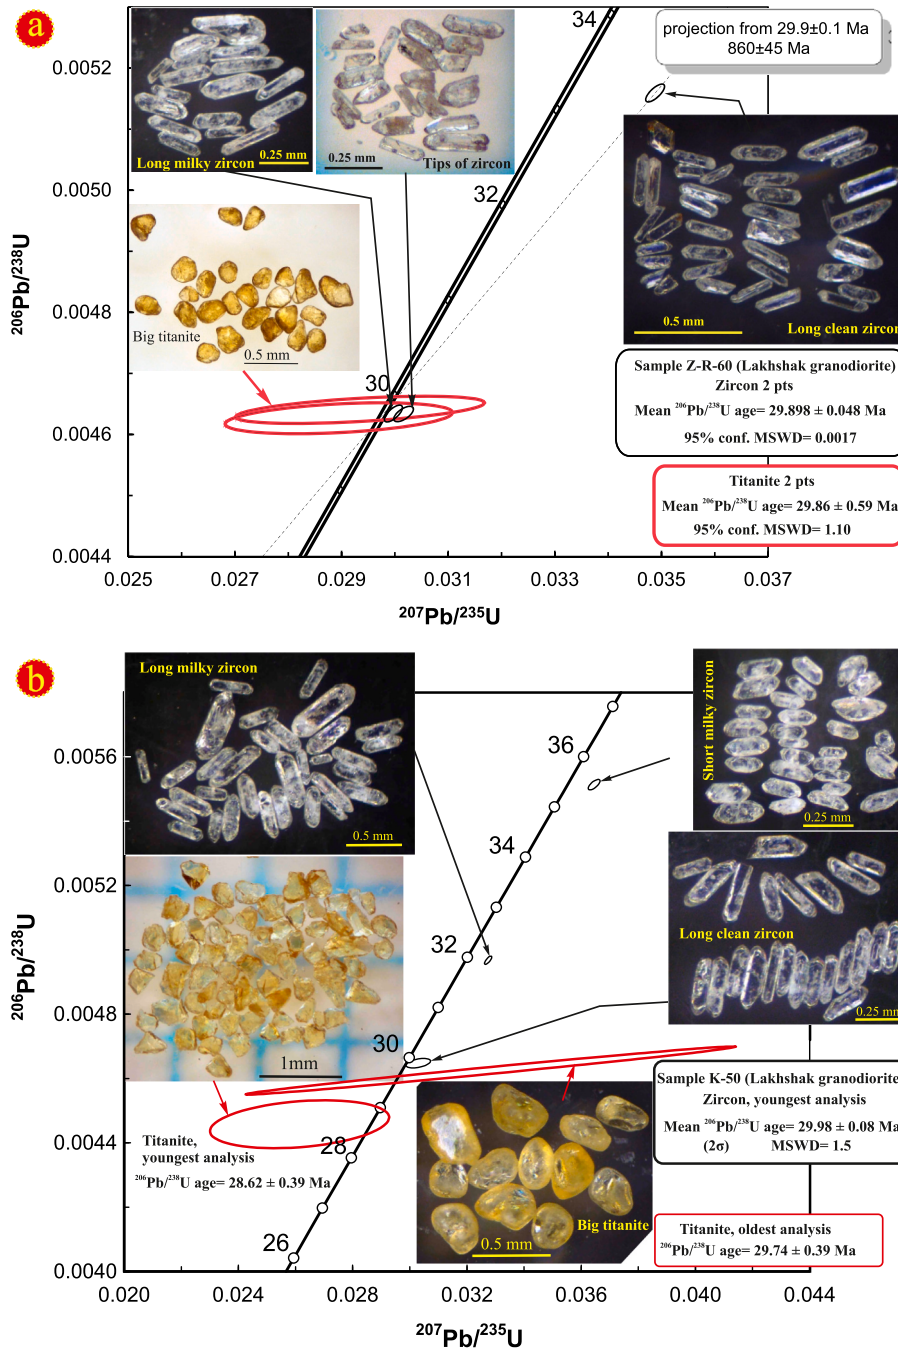 a
34
projection from 29.9±0.1 Ma
860±45 Ma
0.0052
Long milky zircon
0.25 mm
0.25 mm
Tips of zircon
0.0050
32
206Pb/238U
0.0048
Big titanite
0.5 mm
0.5 mm
Long clean zircon
30
Sample Z-R-60 (Lakhshak granodiorite)
Zircon 2 pts
Mean 206Pb/238U age= 29.898 ± 0.048 Ma
95% conf. MSWD= 0.0017
0.0046
Titanite 2 pts
Mean 206Pb/238U age= 29.86 ± 0.59 Ma
95% conf. MSWD= 1.10
0.0044
0.025
0.027
0.029
0.031
0.033
0.035
0.037
207Pb/235U
b
Long milky zircon
Short milky zircon
0.25 mm
36
0.0056
0.5 mm
34
0.0052
32
Long clean zircon
0.25 mm
206Pb/238U
0.0048
30
1mm
Sample K-50 (Lakhshak granodiorite
Zircon, youngest analysis
Mean 206Pb/238U age= 29.98 ± 0.08 Ma
(2σ) MSWD= 1.5
0.0044
Titanite,
youngest analysis
206Pb/238U age= 28.62 ± 0.39 Ma
28
Big titanite
0.5 mm
Titanite, oldest analysis
206Pb/238U age= 29.74 ± 0.39 Ma
26
0.0040
0.020
0.024
0.028
0.032
0.036
0.040
0.044
207Pb/235U